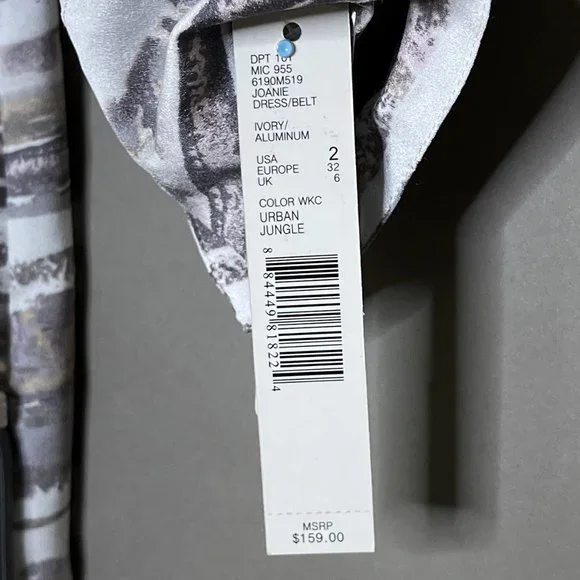 DPT 101
MIC 955
6190M519
JOANIE
DRESS/BELT
IVORY/
ALUMINUM
USA 2
EUROPE 32
UK 6
COLOR WKC
URBAN
JUNGLE
8 84449 81822 4
MSRP
$159.00